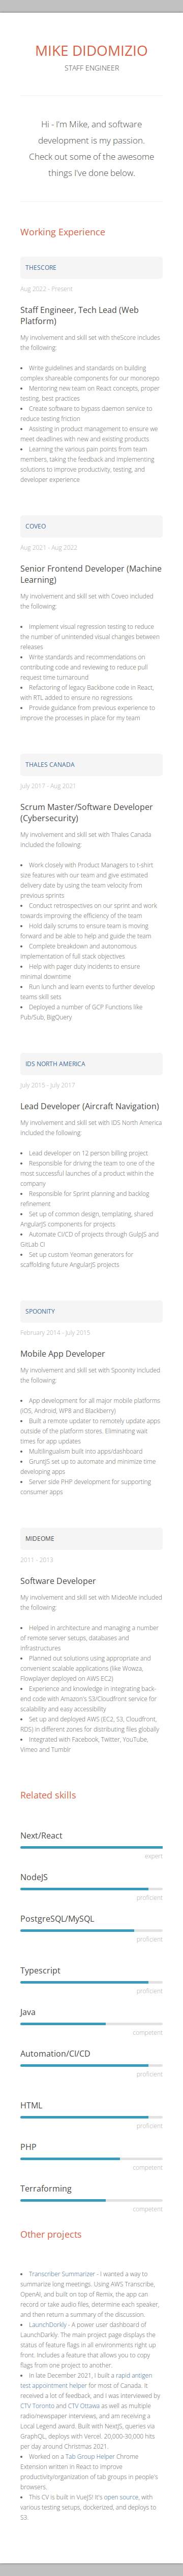 MIKE DIDOMIZIO
STAFF ENGINEER
Hi - I'm Mike, and software
development is my passion.
Check out some of the awesome
things I've done below.
Working Experience
THESCORE
Aug 2022 - Present
Staff Engineer, Tech Lead (Web
Platform)
My involvement and skill set with theScore includes
the following:
• Write guidelines and standards on building
complex shareable components for our monorepo
• Mentoring new team on React concepts, proper
testing, best practices
• Create software to bypass daemon service to
reduce testing friction
• Assisting in product management to ensure we
meet deadlines with new and existing products
• Learning the various pain points from team
members, taking the feedback and implementing
solutions to improve productivity, testing, and
developer experience
COVEO
Aug 2021 - Aug 2022
Senior Frontend Developer (Machine
Learning)
My involvement and skill set with Coveo included
the following:
• Implement visual regression testing to reduce
the number of unintended visual changes between
releases
• Write standards and recommendations on
contributing code and reviewing to reduce pull
request time turnaround
• Refactoring of legacy Backbone code in React,
with RTL added to ensure no regressions
• Provide guidance from previous experience to
improve the processes in place for my team
THALES CANADA
July 2017 - Aug 2021
Scrum Master/Software Developer
(Cybersecurity)
My involvement and skill set with Thales Canada
included the following:
• Work closely with Product Managers to t-shirt
size features with our team and give estimated
delivery date by using the team velocity from
previous sprints
• Conduct retrospectives on our sprint and work
towards improving the efficiency of the team
• Hold daily scrums to ensure team is moving
forward and be able to help and guide the team
• Complete breakdown and autonomous
implementation of full stack objectives
• Help with pager duty incidents to ensure
minimal downtime
• Run lunch and learn events to further develop
teams skill sets
• Deployed a number of GCP Functions like
Pub/Sub, BigQuery
IDS NORTH AMERICA
July 2015 - July 2017
Lead Developer (Aircraft Navigation)
My involvement and skill set with IDS North America
included the following:
• Lead developer on 12 person billing project
• Responsible for driving the team to one of the
most successful launches of a product within the
company
• Responsible for Sprint planning and backlog
refinement
• Set up of common design, templating, shared
AngularJS components for projects
• Automate CI/CD of projects through GulpJS and
GitLab CI
• Set up custom Yeoman generators for
scaffolding future AngularJS projects
SPOONITY
February 2014 - July 2015
Mobile App Developer
My involvement and skill set with Spoonity included
the following:
• App development for all major mobile platforms
(iOS, Android, WP8 and Blackberry)
• Built a remote updater to remotely update apps
outside of the platform stores. Eliminating wait
times for app updates
• Multilingualism built into apps/dashboard
• GruntJS set up to automate and minimize time
developing apps
• Server side PHP development for supporting
consumer apps
MIDEOME
2011 - 2013
Software Developer
My involvement and skill set with MideoMe included
the following:
• Helped in architecture and managing a number
of remote server setups, databases and
infrastructures
• Planned out solutions using appropriate and
convenient scalable applications (like Wowza,
Flowplayer deployed on AWS EC2)
• Experience and knowledge in integrating back-
end code with Amazon's S3/Cloudfront service for
scalability and easy accessibility
• Set up and deployed AWS (EC2, S3, Cloudfront,
RDS) in different zones for distributing files globally
• Integrated with Facebook, Twitter, YouTube,
Vimeo and Tumblr
Related skills
Next/React
expert
NodeJS
proficient
PostgreSQL/MySQL
proficient
Typescript
proficient
Java
competent
Automation/CI/CD
proficient
HTML
proficient
PHP
competent
Terraforming
competent
Other projects
• Transcriber Summarizer - I wanted a way to
summarize long meetings. Using AWS Transcribe,
OpenAI, and built on top of Remix, the app can
record or take audio files, determine each speaker,
and then return a summary of the discussion.
• LaunchDorkly - A power user dashboard of
LaunchDarkly. The main project page displays the
status of feature flags in all environments right up
front. Includes a feature that allows you to copy
flags from one project to another.
• In late December 2021, I built a rapid antigen
test appointment helper for most of Canada. It
received a lot of feedback, and I was interviewed by
CTV Toronto and CTV Ottawa as well as multiple
radio/newspaper interviews, and am receiving a
Local Legend award. Built with NextJS, queries via
GraphQL, deploys with Vercel. 20,000-30,000 hits
per day around Christmas 2021.
• Worked on a Tab Group Helper Chrome
Extension written in React to improve
productivity/organization of tab groups in people's
browsers.
• This CV is built in VueJS! It's open source, with
various testing setups, dockerized, and deploys to
S3.